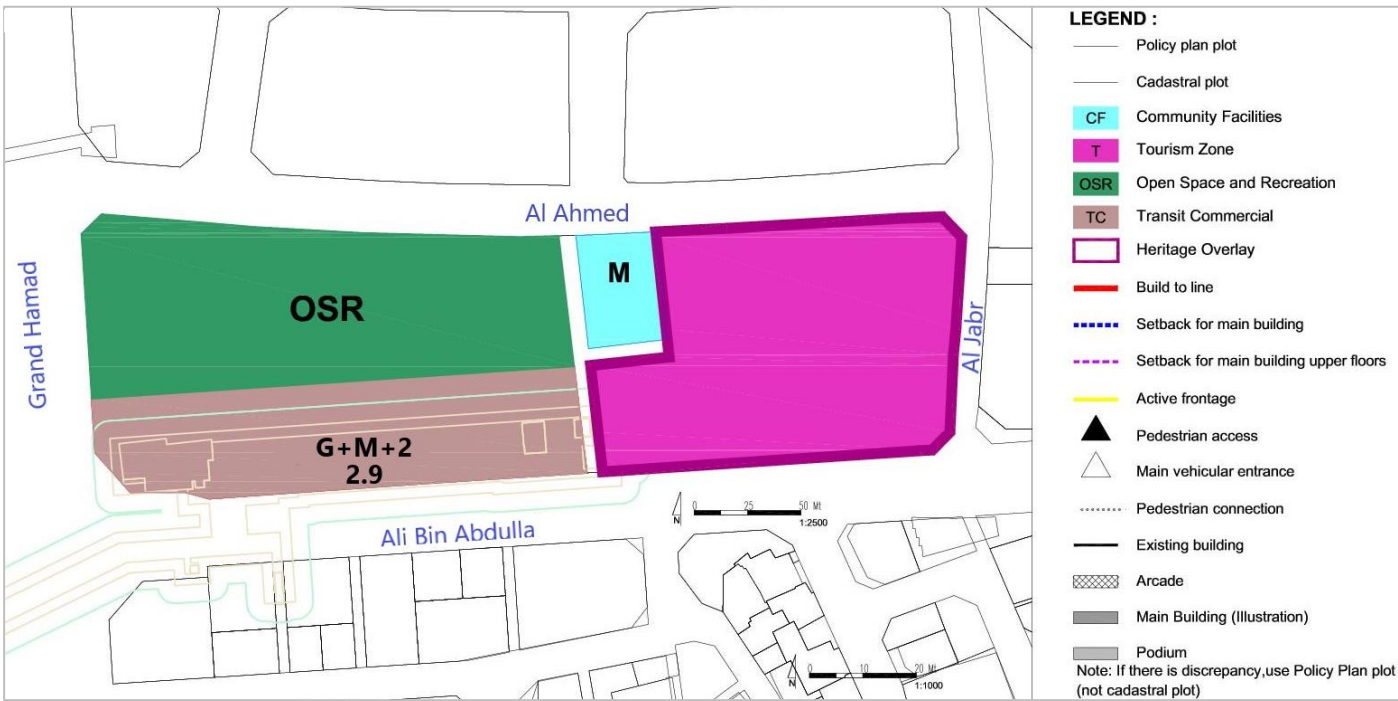 Al Ahmed
Grand Hamad
OSR
M
Al Jabr
G+M+2
2.9
Ali Bin Abdulla
N
0 25 50 Mt
1:2500
N
0 10 20 Mt
1:1000
LEGEND :
Policy plan plot
Cadastral plot
CF Community Facilities
T Tourism Zone
OSR Open Space and Recreation
TC Transit Commercial
Heritage Overlay
Build to line
Setback for main building
Setback for main building upper floors
Active frontage
Pedestrian access
Main vehicular entrance
Pedestrian connection
Existing building
Arcade
Main Building (Illustration)
Podium
Note: If there is discrepancy,use Policy Plan plot
(not cadastral plot)